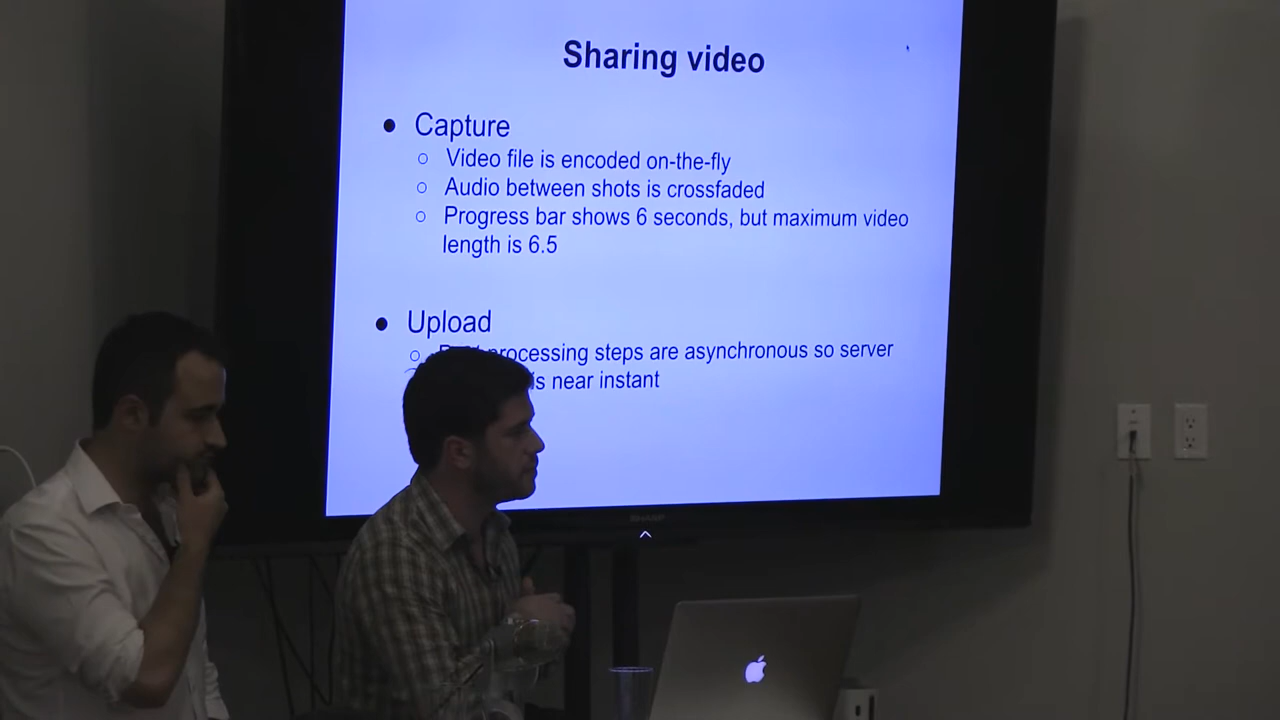 Sharing video
● Capture
○ Video file is encoded on-the-fly
○ Audio between shots is crossfaded
○ Progress bar shows 6 seconds, but maximum video
length is 6.5
● Upload
○ processing steps are asynchronous so server
is near instant
SHARP